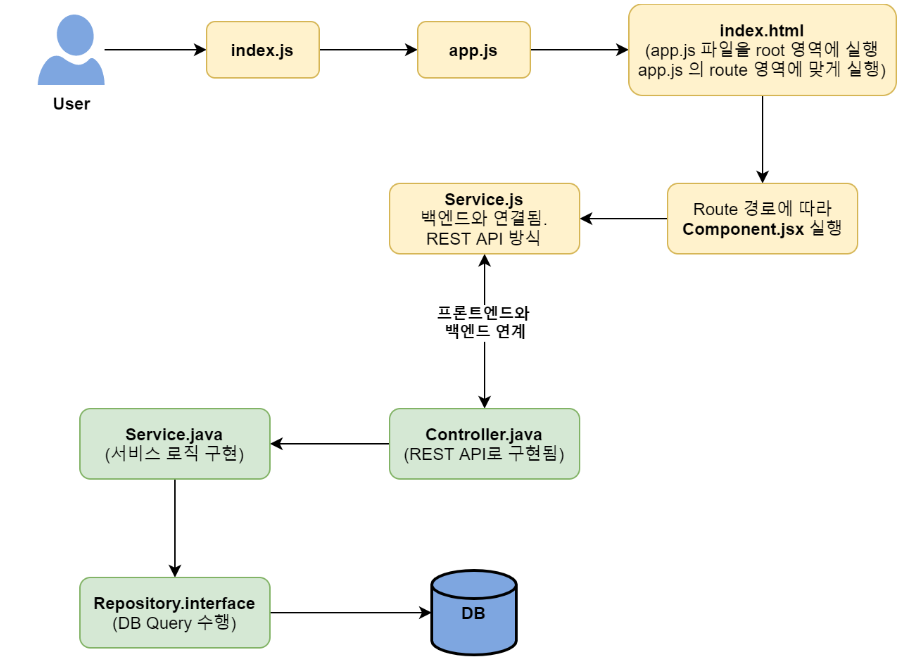 User
index.js
app.js
index.html
(app.js 파일을 root 영역에 실행
app.js 의 route 영역에 맞게 실행)
Route 경로에 따라
Component.jsx 실행
Service.js
백엔드와 연결됨.
REST API 방식
프론트엔드와
백엔드 연계
Controller.java
(REST API로 구현됨)
Service.java
(서비스 로직 구현)
Repository.interface
(DB Query 수행)
DB